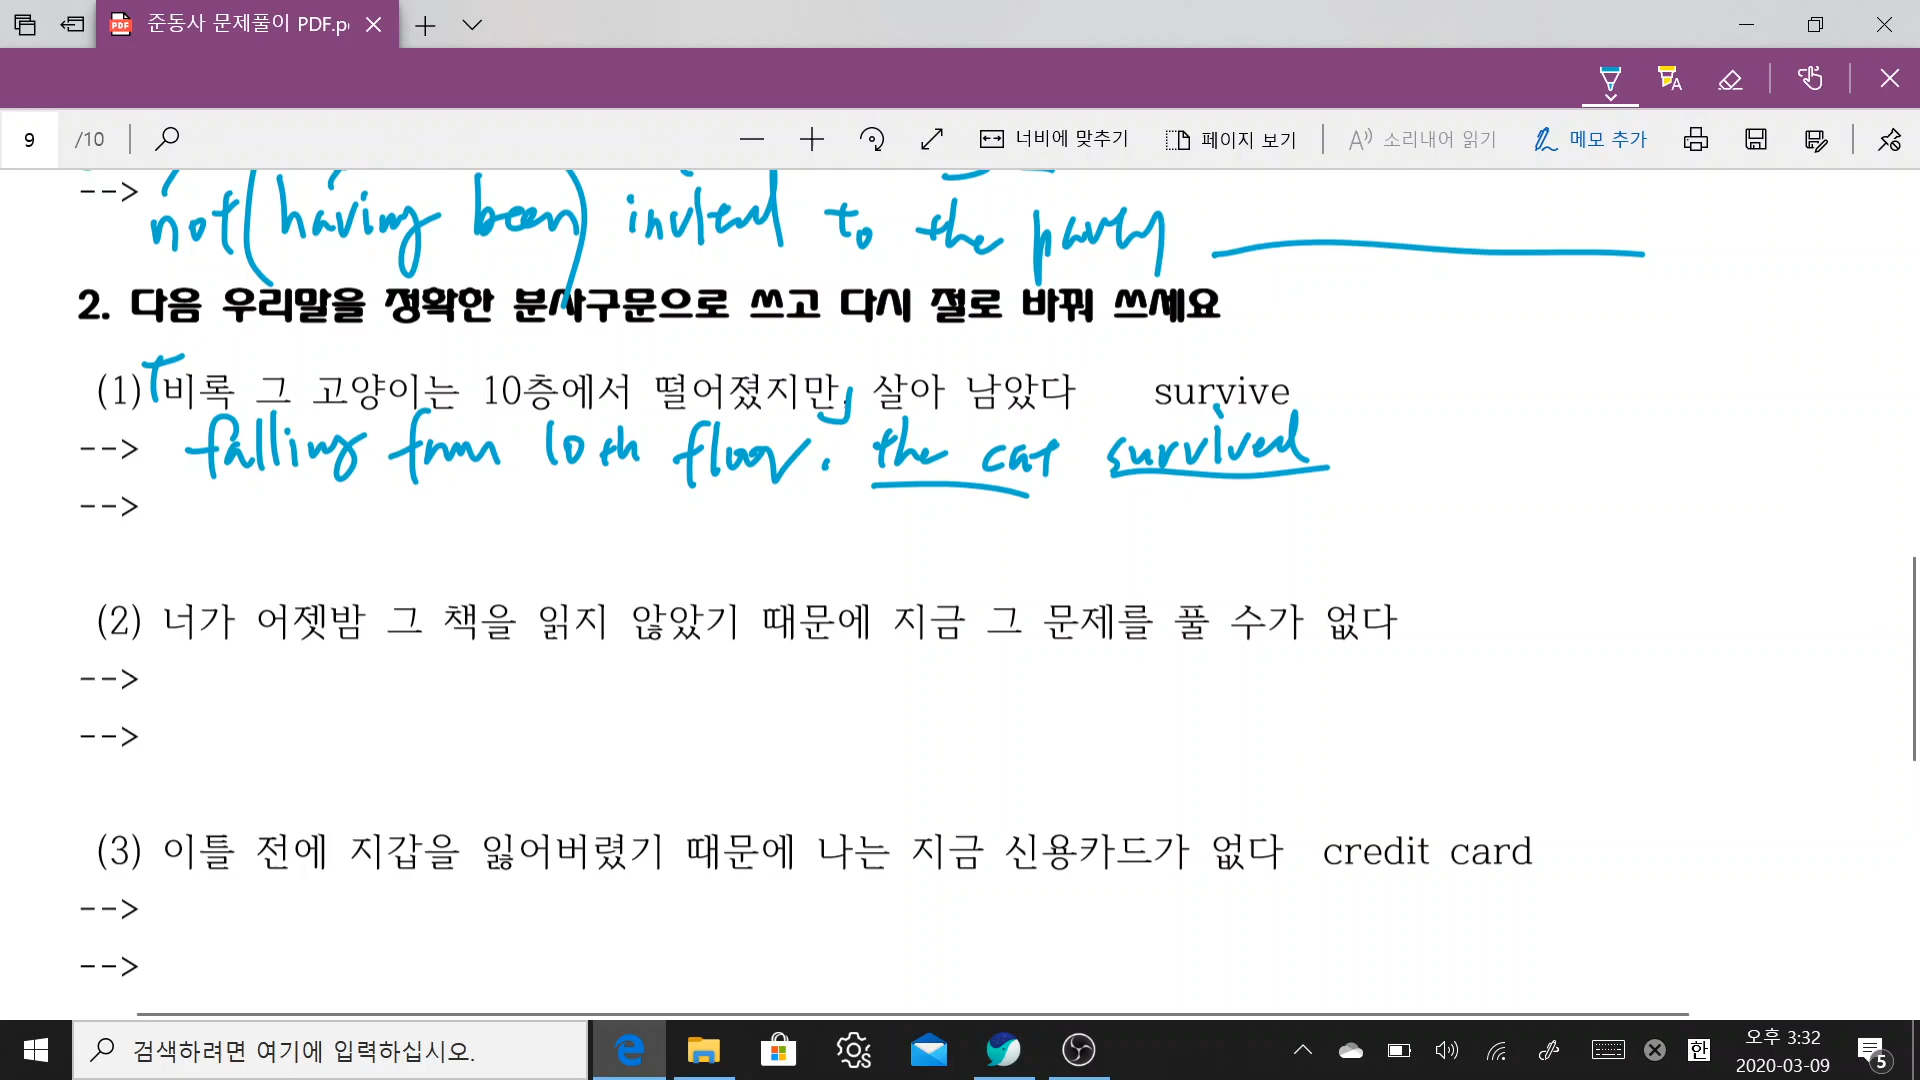 준동사 문제풀이 PDF.p
9 /10 너비에 맞추기 페이지 보기 A 소리내어 읽기 메모 추가
-->
not (having been) invited to the party
2. 다음 우리말을 정확한 분사구문으로 쓰고 다시 절로 바꿔 쓰세요
(1) 비록 그 고양이는 10층에서 떨어졌지만, 살아 남았다 survive
--> falling from 10th floor. the cat survived
-->
(2) 너가 어젯밤 그 책을 읽지 않았기 때문에 지금 그 문제를 풀 수가 없다
-->
-->
(3) 이틀 전에 지갑을 잃어버렸기 때문에 나는 지금 신용카드가 없다 credit card
-->
-->
검색하려면 여기에 입력하십시오.
한
오후 3:32
2020-03-09
5